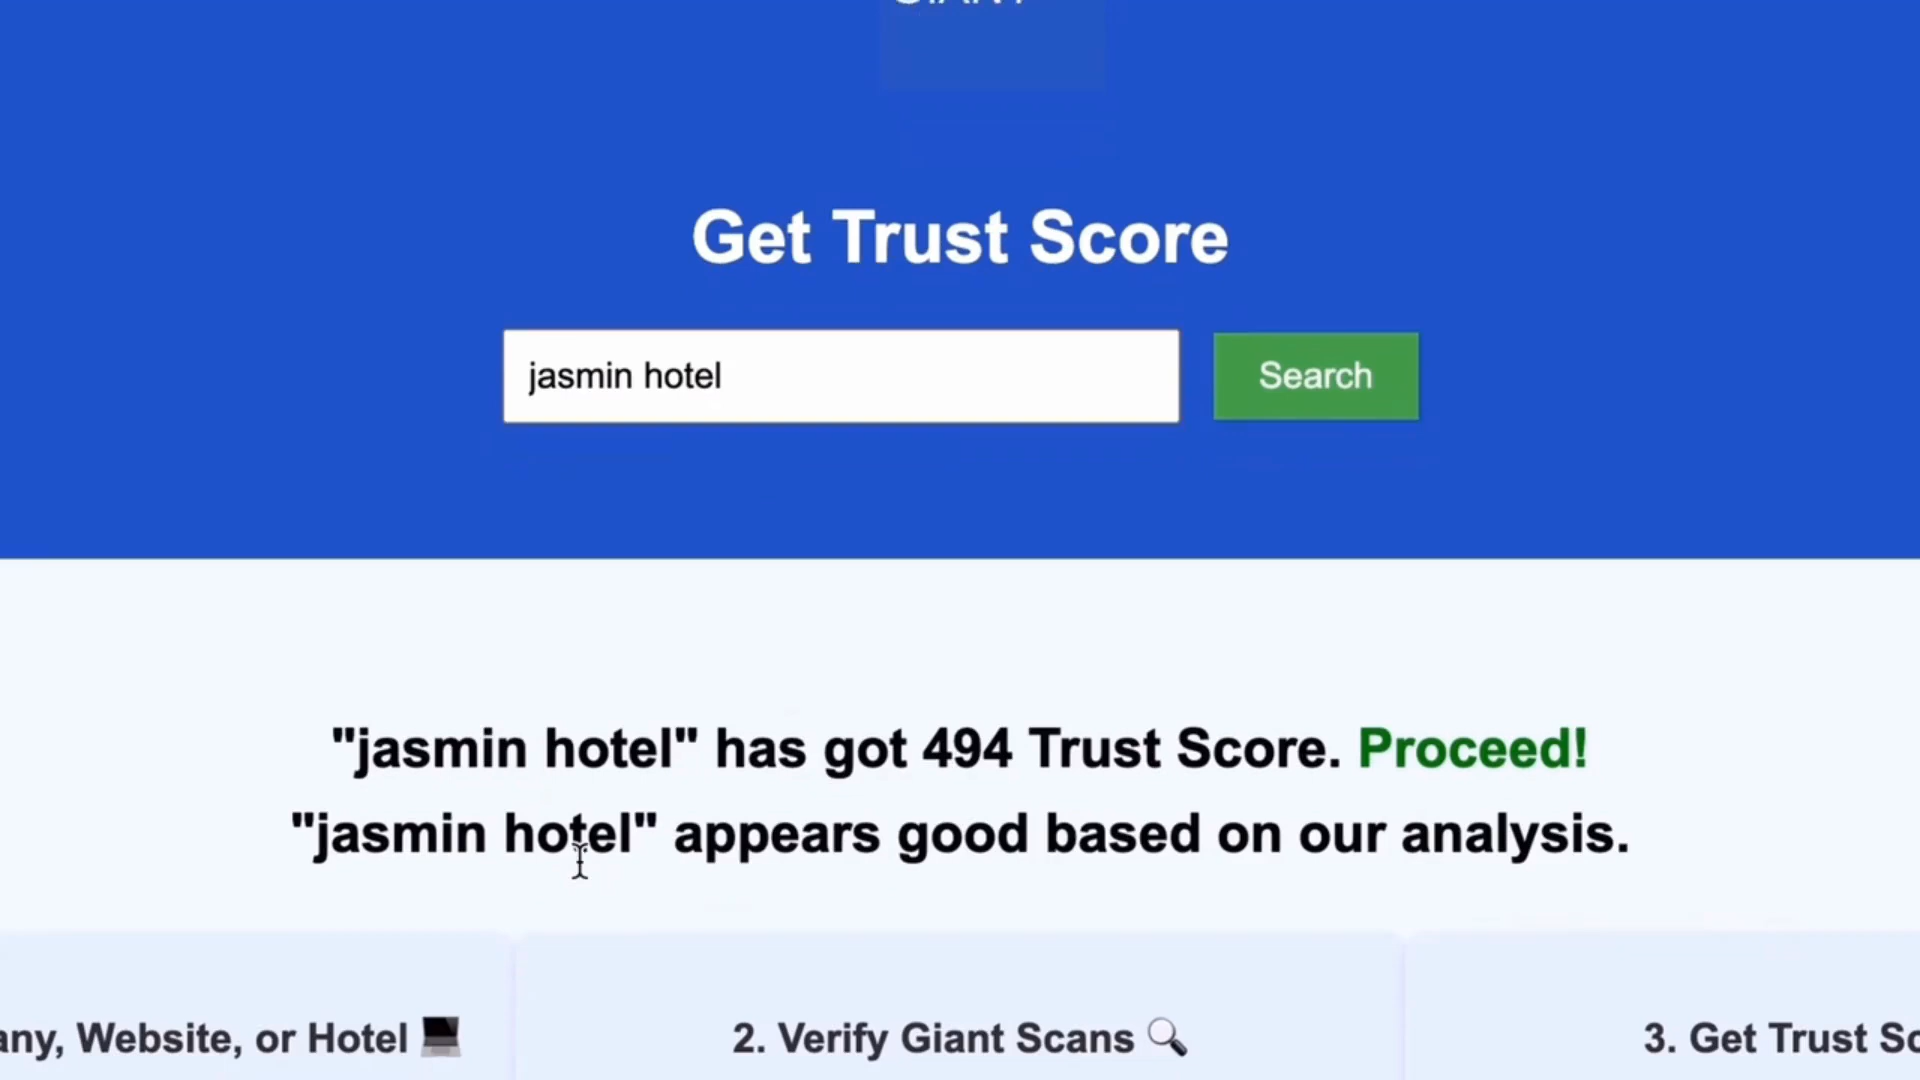 Get Trust Score
jasmin hotel
Search
"jasmin hotel" has got 494 Trust Score. Proceed!
"jasmin hotel" appears good based on our analysis.
any, Website, or Hotel 💻
2. Verify Giant Scans 🔍
3. Get Trust Sc